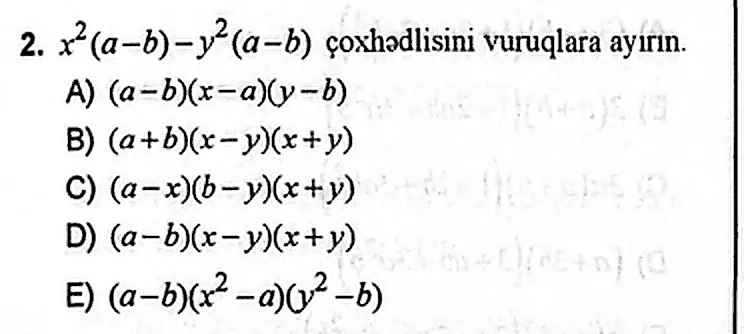 2. x²(a–b)–y²(a–b) çoxhədlisini vuruqlara ayırın.
A) (a–b)(x–a)(y–b)
B) (a+b)(x–y)(x+y)
C) (a–x)(b–y)(x+y)
D) (a–b)(x–y)(x+y)
E) (a–b)(x²–a)(y²–b)